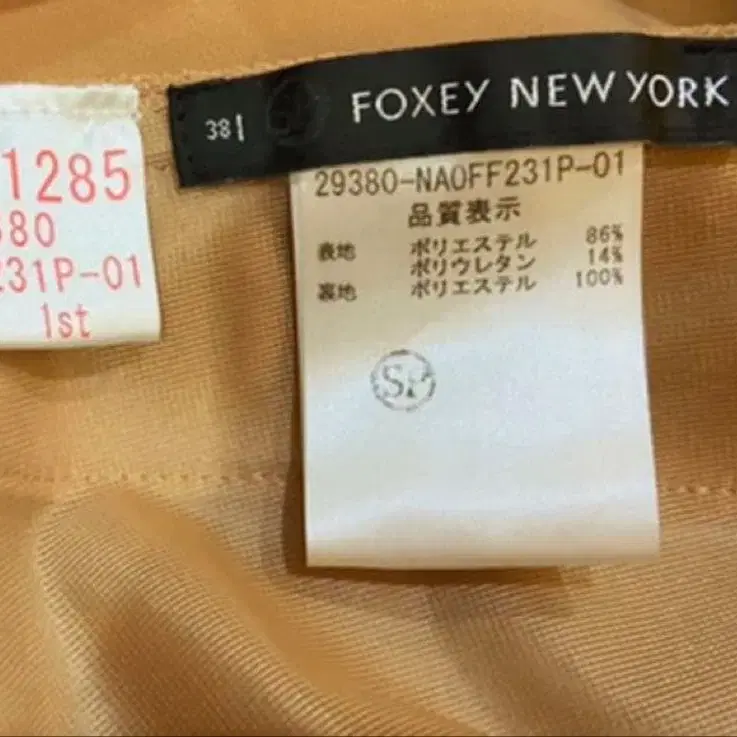 38
FOXEY NEW YORK
1285
380
231P-01
1st
29380-NAOFF231P-01
品質表示
表地 ポリエステル 86%
ポリウレタン 14%
裏地 ポリエステル 100%
SP